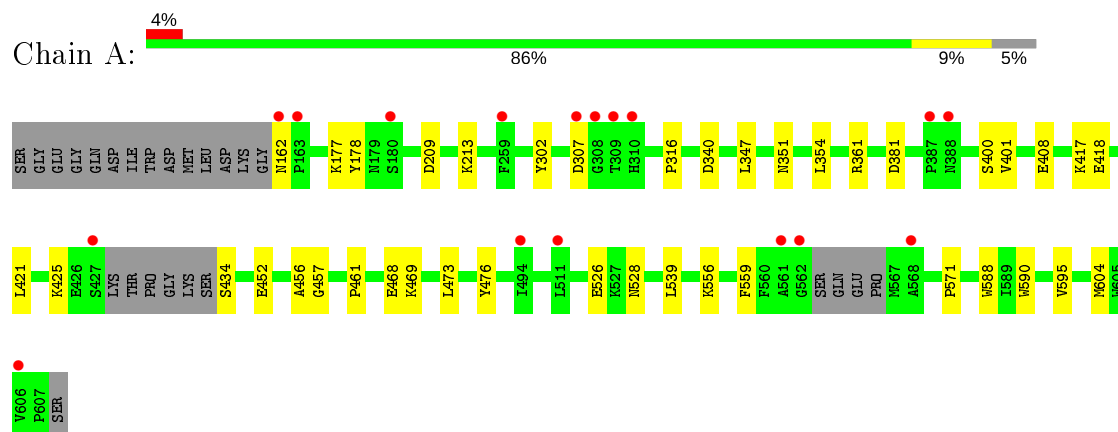 4%
Chain A:
86% 9% 5%
SER GLY GLU GLY GLN ASP ILE TRP ASP MET LEU ASP LYS GLY N162 P163 K177 Y178 N179 S180 D209 K213 F259 Y302 D307 G308 T309 H310 P316 D340 L347 N351 L354 R361 D381 P387 N388 S400 V401 E408 K417 E418
L421 K425 E426 S427 LYS THR PRO GLY LYS SER S434 E452 A456 G457 P461 E468 K469 L473 Y476 I494 L511 E526 K527 N528 L539 K556 F559 F560 A561 G562 SER GLN GLU PRO M567 A568 P571 W588 I589 W590 V595 M604 W605
V606 P607 SER